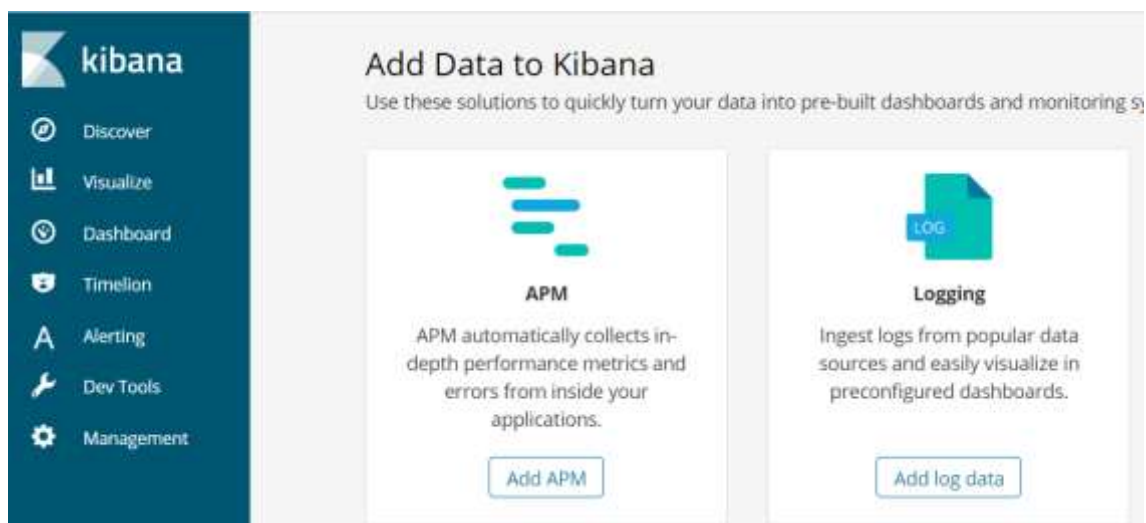 kibana
Discover
Visualize
Dashboard
Timelion
Alerting
Dev Tools
Management
Add Data to Kibana
Use these solutions to quickly turn your data into pre-built dashboards and monitoring sy
APM
APM automatically collects in-
depth performance metrics and
errors from inside your
applications.
Add APM
LOG
Logging
Ingest logs from popular data
sources and easily visualize in
preconfigured dashboards.
Add log data